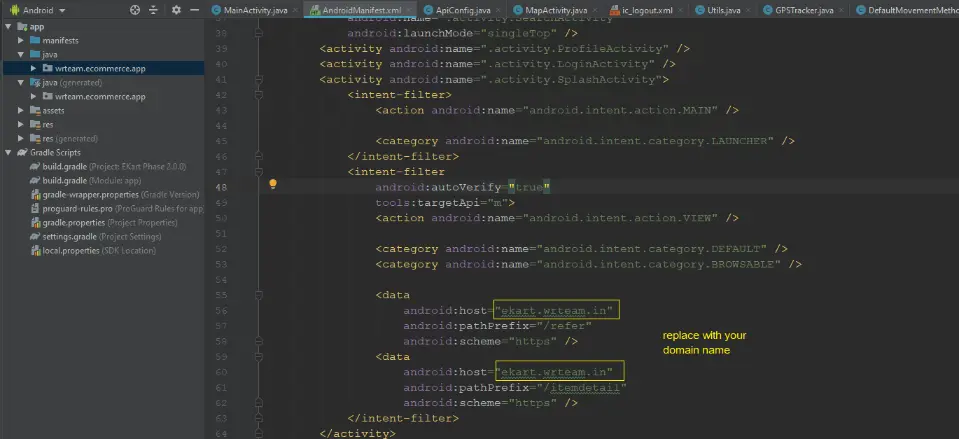 Android
MainActivity.java
AndroidManifest.xml
ApiConfig.java
MapActivity.java
ic_logout.xml
Utils.java
GPSTracker.java
DefaultMovementMetho
app
manifests
java
wrteam.ecommerce.app
java (generated)
wrteam.ecommerce.app
assets
res
res (generated)
Gradle Scripts
build.gradle (Project: EKart Phase 2.0.0)
build.gradle (Module: app)
gradle-wrapper.properties (Gradle Version)
proguard-rules.pro (ProGuard Rules for app)
gradle.properties (Project Properties)
settings.gradle (Project Settings)
local.properties (SDK Location)
37 android:name=".activity.SearchActivity"
38 android:launchMode="singleTop" />
39 <activity android:name=".activity.ProfileActivity" />
40 <activity android:name=".activity.LoginActivity" />
41 <activity android:name=".activity.SplashActivity">
42 <intent-filter>
43 <action android:name="android.intent.action.MAIN" />
44
45 <category android:name="android.intent.category.LAUNCHER" />
46 </intent-filter>
47 <intent-filter
48 android:autoVerify="true"
49 tools:targetApi="m">
50 <action android:name="android.intent.action.VIEW" />
51
52 <category android:name="android.intent.category.DEFAULT" />
53 <category android:name="android.intent.category.BROWSABLE" />
54
55 <data
56 android:host="ekart.wrteam.in"
57 android:pathPrefix="/refer"
58 android:scheme="https" />
59 <data
60 android:host="ekart.wrteam.in"
61 android:pathPrefix="/itemdetail"
62 android:scheme="https" />
63 </intent-filter>
64 </activity>
replace with your
domain name